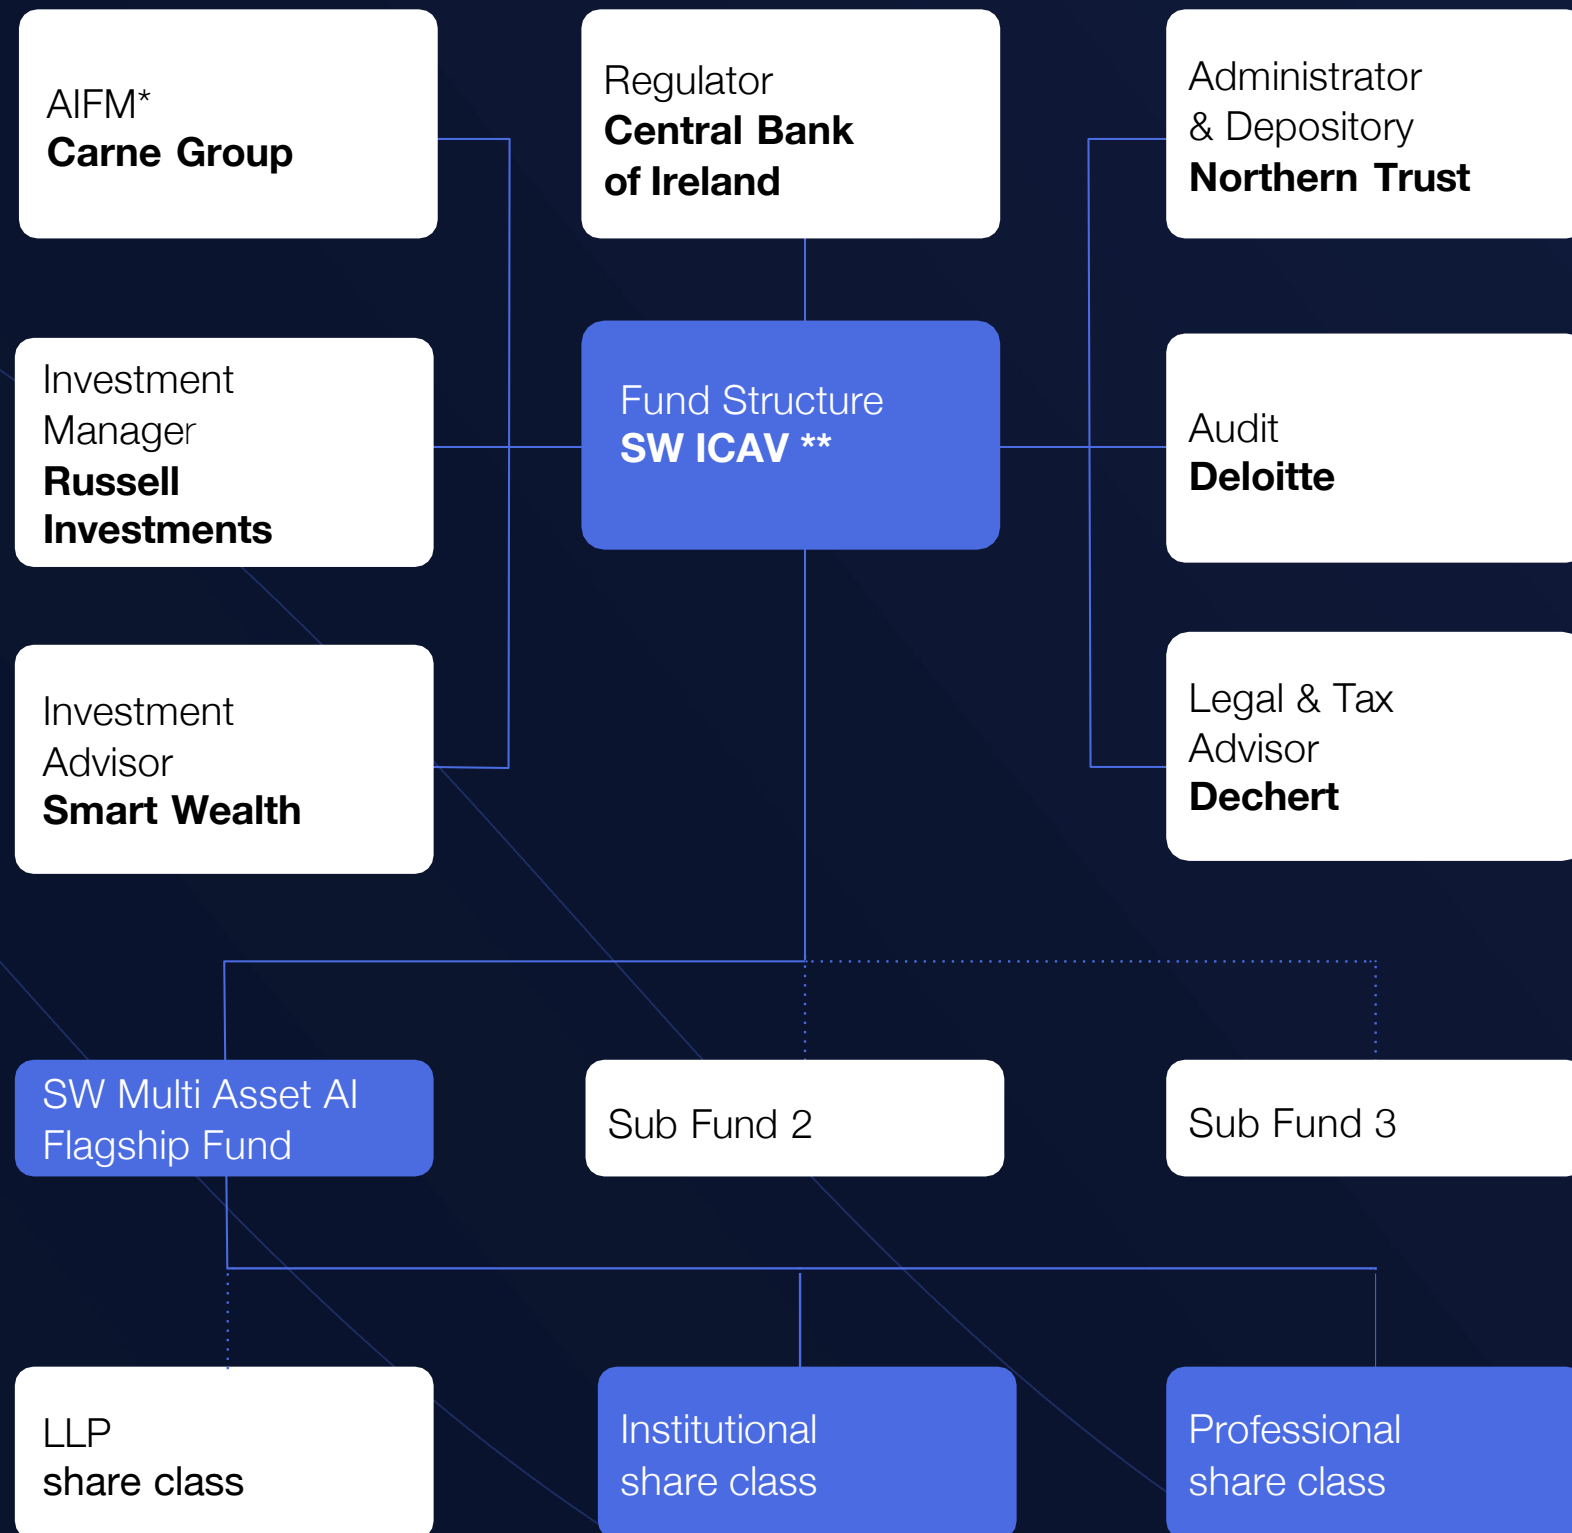 AIFM*
Carne Group
Regulator
Central Bank
of Ireland
Administrator
& Depository
Northern Trust
Investment
Manager
Russell
Investments
Fund Structure
SW ICAV **
Audit
Deloitte
Investment
Advisor
Smart Wealth
Legal & Tax
Advisor
Dechert
SW Multi Asset AI
Flagship Fund
Sub Fund 2
Sub Fund 3
LLP
share class
Institutional
share class
Professional
share class